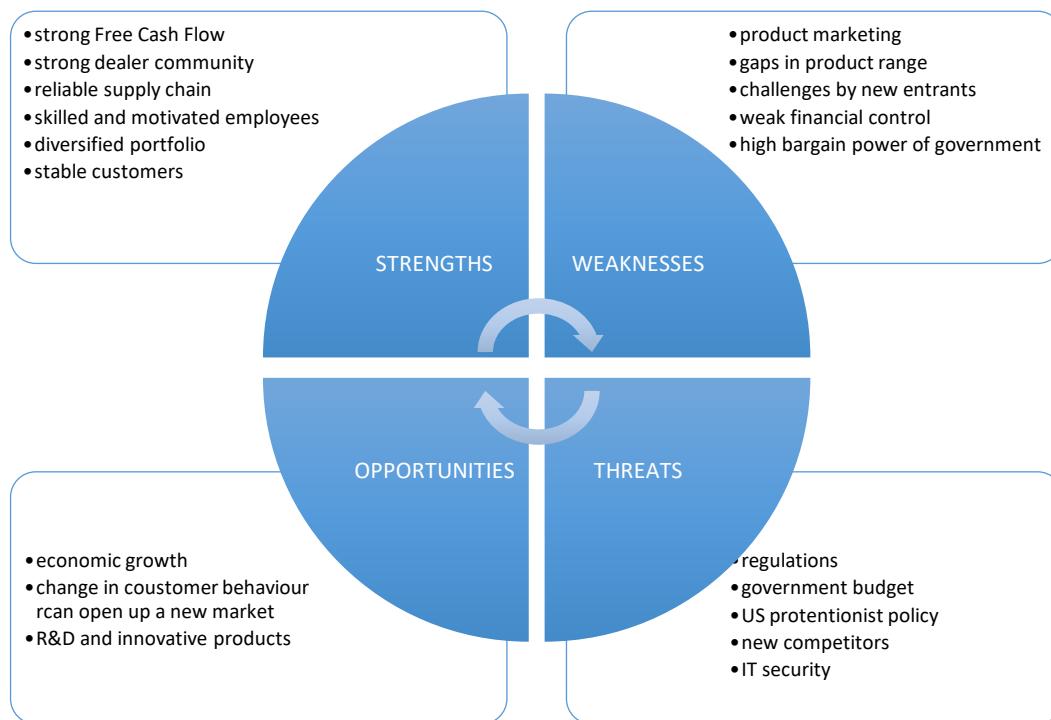 •strong Free Cash Flow
•strong dealer community
•reliable supply chain
•skilled and motivated employees
•diversified portfolio
•stable customers
•product marketing
•gaps in product range
•challenges by new entrants
•weak financial control
•high bargain power of government
STRENGTHS
WEAKNESSES
OPPORTUNITIES
THREATS
•economic growth
•change in coustomer behaviour
rcan open up a new market
•R&D and innovative products
•regulations
•government budget
•US protentionist policy
•new competitors
•IT security